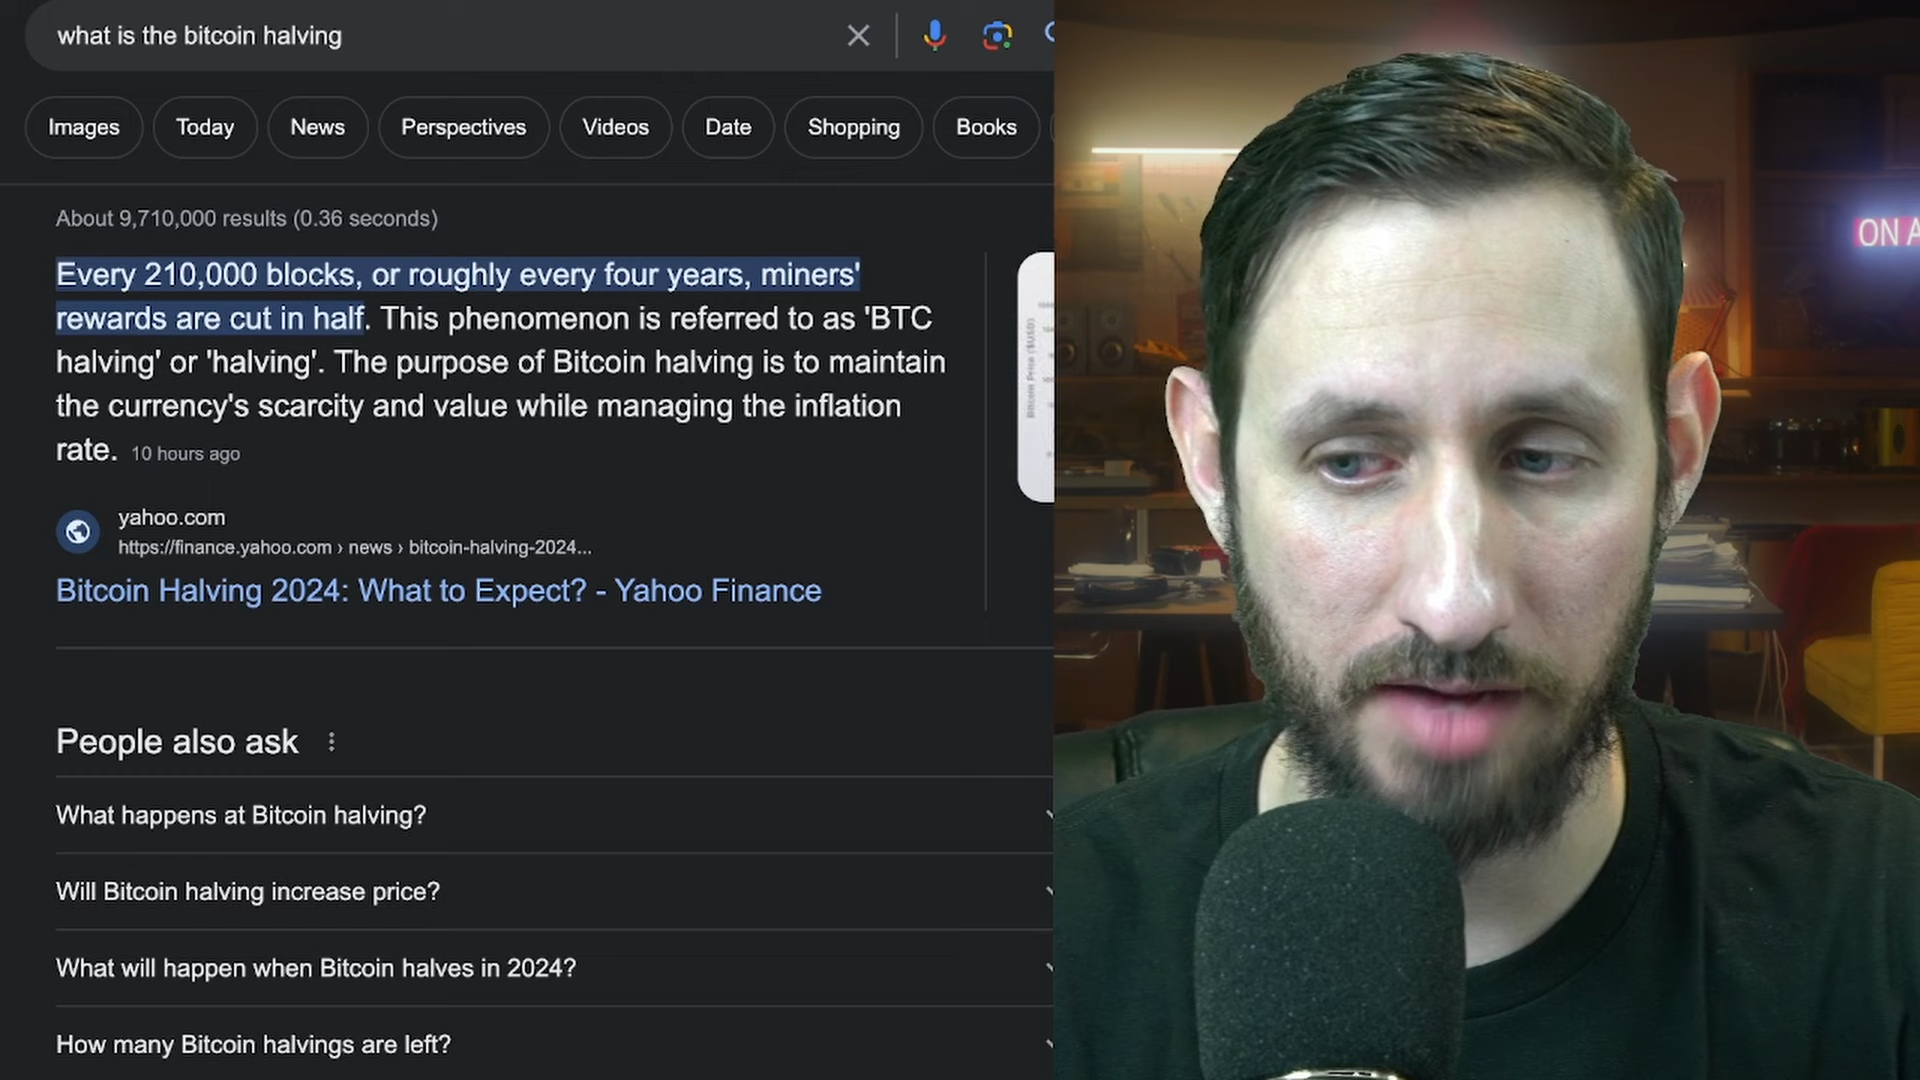 what is the bitcoin halving
Images Today News Perspectives Videos Date Shopping Books
About 9,710,000 results (0.36 seconds)
Every 210,000 blocks, or roughly every four years, miners'
rewards are cut in half. This phenomenon is referred to as 'BTC
halving' or 'halving'. The purpose of Bitcoin halving is to maintain
the currency's scarcity and value while managing the inflation
rate. 10 hours ago
Bitcoin Price ($USD)
yahoo.com
https://finance.yahoo.com › news › bitcoin-halving-2024...
Bitcoin Halving 2024: What to Expect? - Yahoo Finance
People also ask
What happens at Bitcoin halving?
Will Bitcoin halving increase price?
What will happen when Bitcoin halves in 2024?
How many Bitcoin halvings are left?
ON A